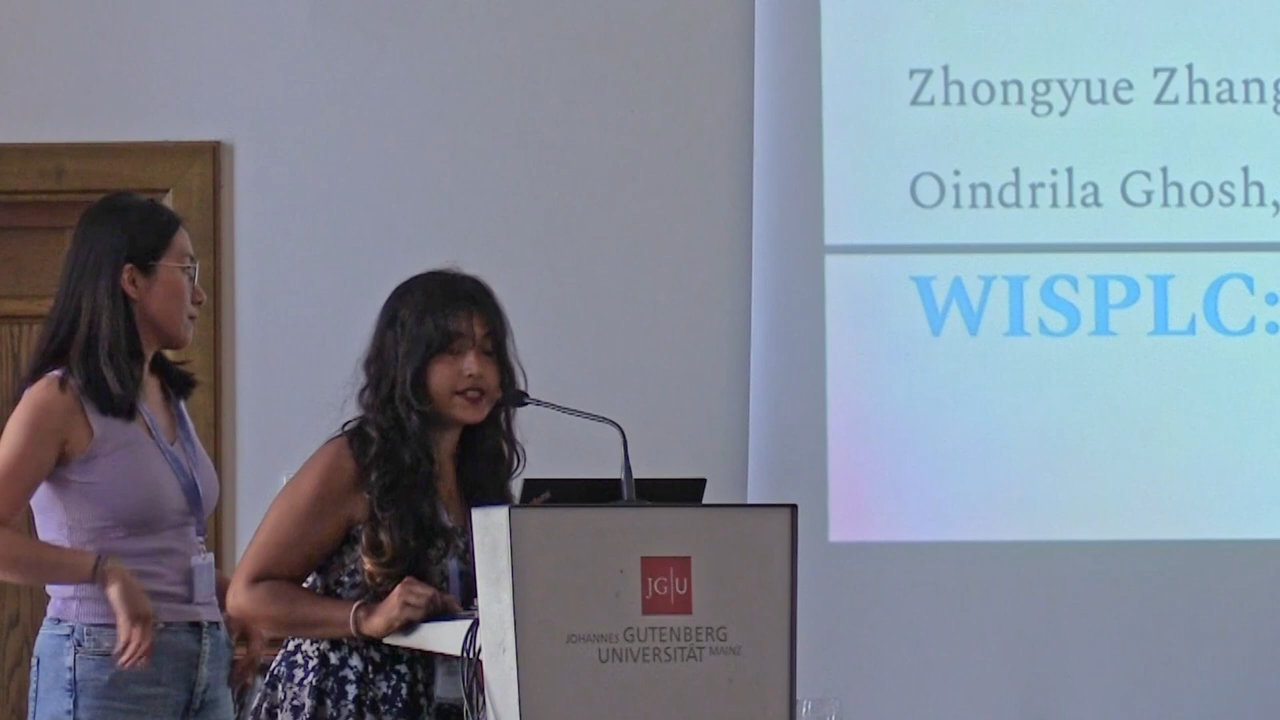 Zhongyue Zhang
Oindrila Ghosh,
WISPLC:
JG|U
JOHANNES GUTENBERG
UNIVERSITÄT MAINZ